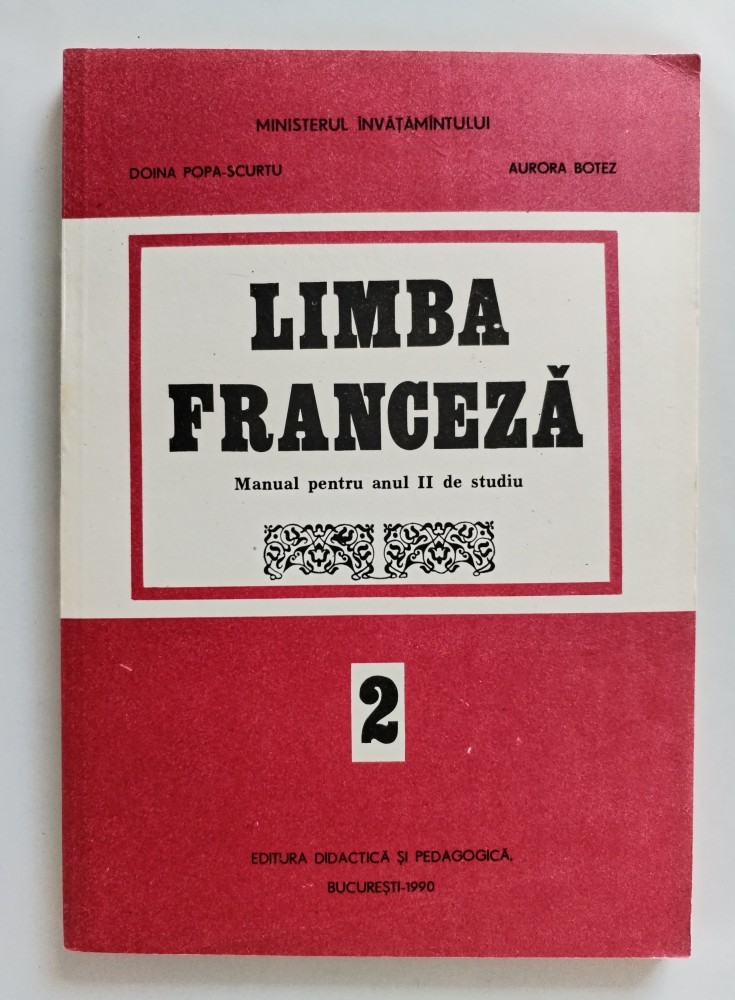 MINISTERUL ÎNVĂȚĂMÎNTULUI
DOINA POPA-SCURTU AURORA BOTEZ
LIMBA
FRANCEZĂ
Manual pentru anul II de studiu
2
EDITURA DIDACTICĂ ȘI PEDAGOGICĂ,
BUCUREȘTI-1990